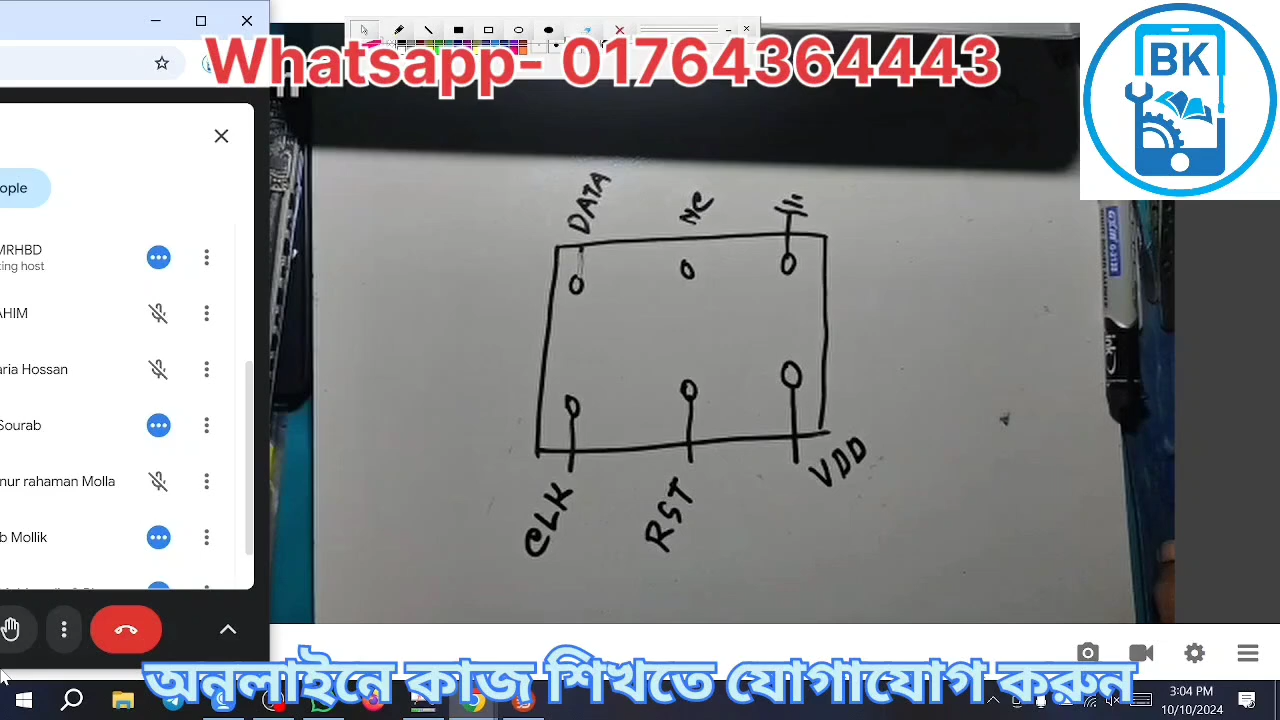 Whatsapp- 01764364443
BK
ople
MRHBD
ting host
AHIM
aria Hossan
Sourab
nur rahaman Molla
b Mollik
DATA
NC
CLK
RST
VDD
ink
অনলাইনে কাজ শিখতে যোগাযোগ করুন
3:04 PM
10/10/2024